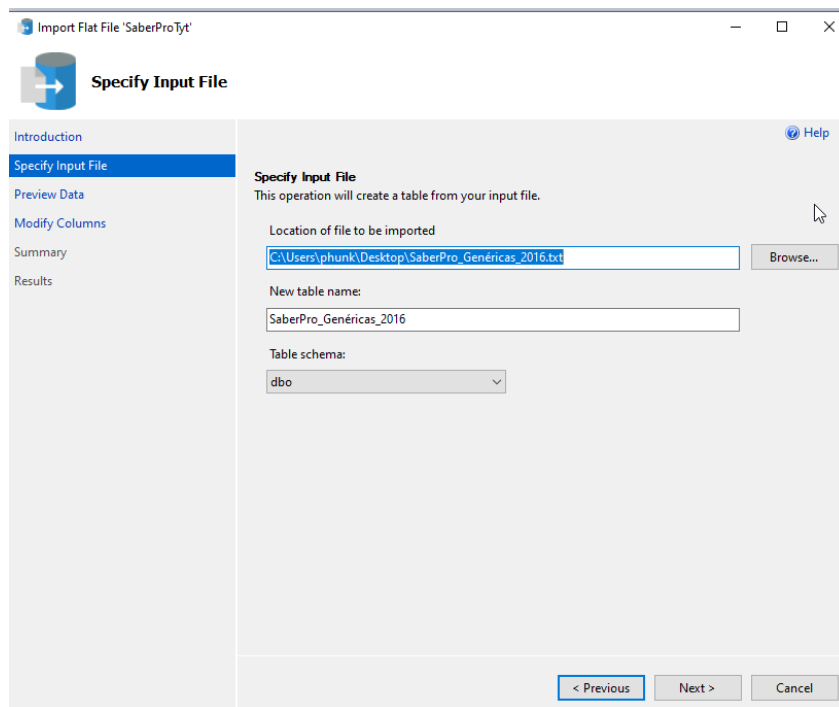 Import Flat File 'SaberProTyt'
Specify Input File
Help
Introduction
Specify Input File
Preview Data
Modify Columns
Summary
Results
Specify Input File
This operation will create a table from your input file.
Location of file to be imported
C:\Users\phunk\Desktop\SaberPro_Genéricas_2016.txt
Browse...
New table name:
SaberPro_Genéricas_2016
Table schema:
dbo
< Previous
Next >
Cancel